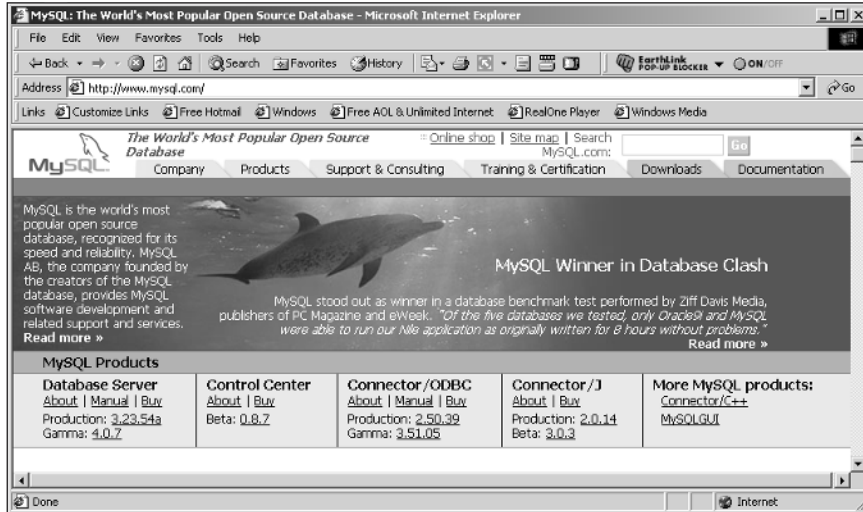 MySQL: The World's Most Popular Open Source Database - Microsoft Internet Explorer
File Edit View Favorites Tools Help
Back Search Favorites History EarthLink POP-UP BLOCKER ON/OFF
Address http://www.mysql.com/ Go
Links Customize Links Free Hotmail Windows Free AOL & Unlimited Internet RealOne Player Windows Media
The World's Most Popular Open Source Database
:: Online shop | Site map | Search MySQL.com: Go
MySQL
Company Products Support & Consulting Training & Certification Downloads Documentation
MySQL is the world's most
popular open source
database, recognized for its
speed and reliability. MySQL
AB, the company founded by
the creators of the MySQL
database, provides MySQL
software development and
related support and services.
Read more »
MySQL Winner in Database Clash
MySQL stood out as winner in a database benchmark test performed by Ziff Davis Media,
publishers of PC Magazine and eWeek. "Of the five databases we tested, only Oracle9i and MySQL
were able to run our Nile application as originally written for 8 hours without problems."
Read more »
MySQL Products
Database Server
About | Manual | Buy
Production: 3.23.54a
Gamma: 4.0.7
Control Center
About | Buy
Beta: 0.8.7
Connector/ODBC
About | Manual | Buy
Production: 2.50.39
Gamma: 3.51.05
Connector/J
About | Buy
Production: 2.0.14
Beta: 3.0.3
More MySQL products:
Connector/C++
MySQLGUI
Done Internet